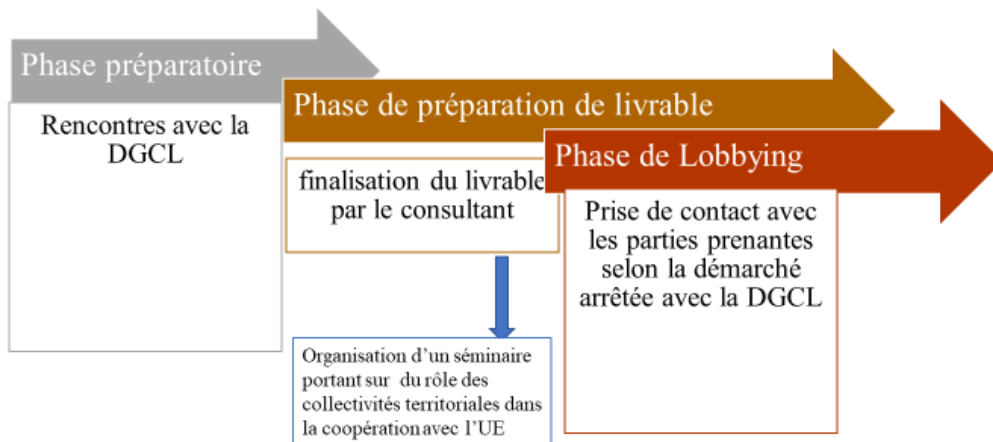 Phase préparatoire
Rencontres avec la
DGCL
Phase de préparation de livrable
finalisation du livrable
par le consultant
Organisation d’un séminaire
portant sur du rôle des
collectivités territoriales dans
la coopération avec l’UE
Phase de Lobbying
Prise de contact avec
les parties prenantes
selon la démarché
arrêtée avec la DGCL